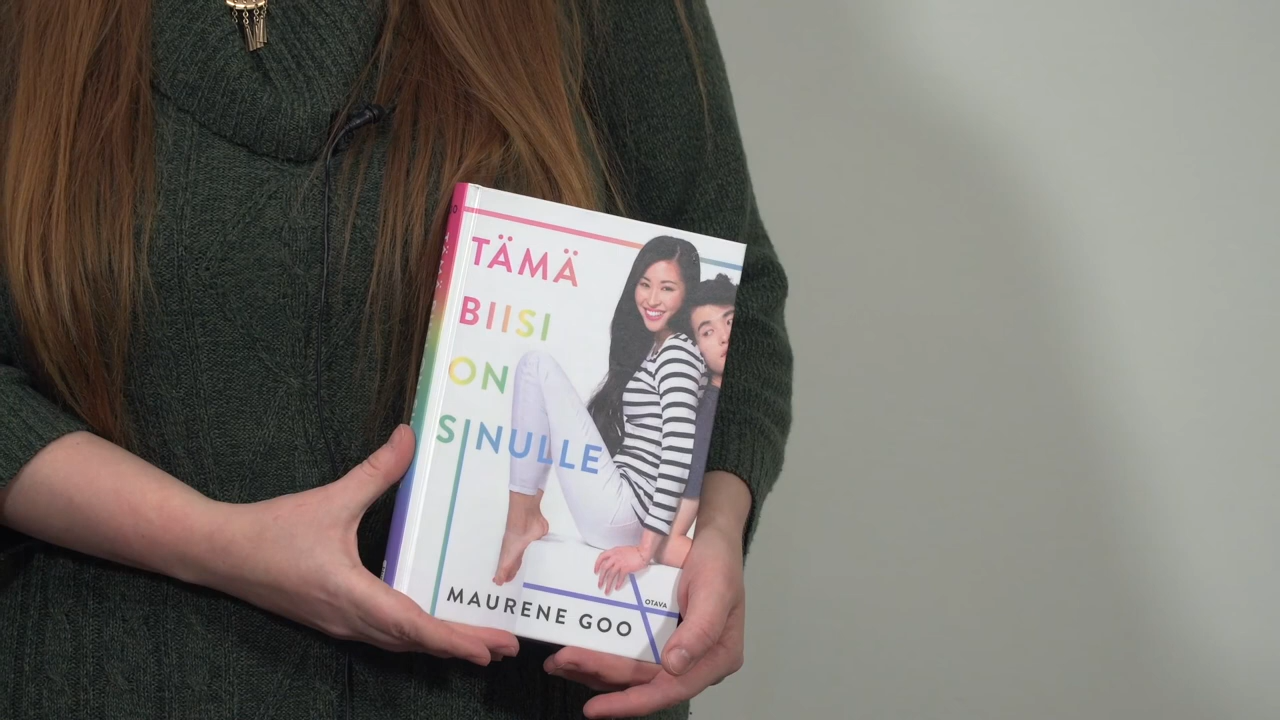 TÄMÄ
BIISI
ON
SINULLE
OTAVA
MAURENE GOO